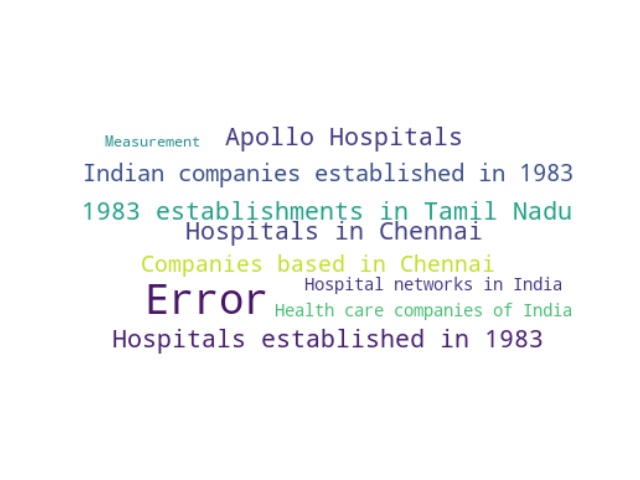 Measurement Apollo Hospitals
Indian companies established in 1983
1983 establishments in Tamil Nadu
Hospitals in Chennai
Companies based in Chennai
Hospital networks in India
Error
Health care companies of India
Hospitals established in 1983